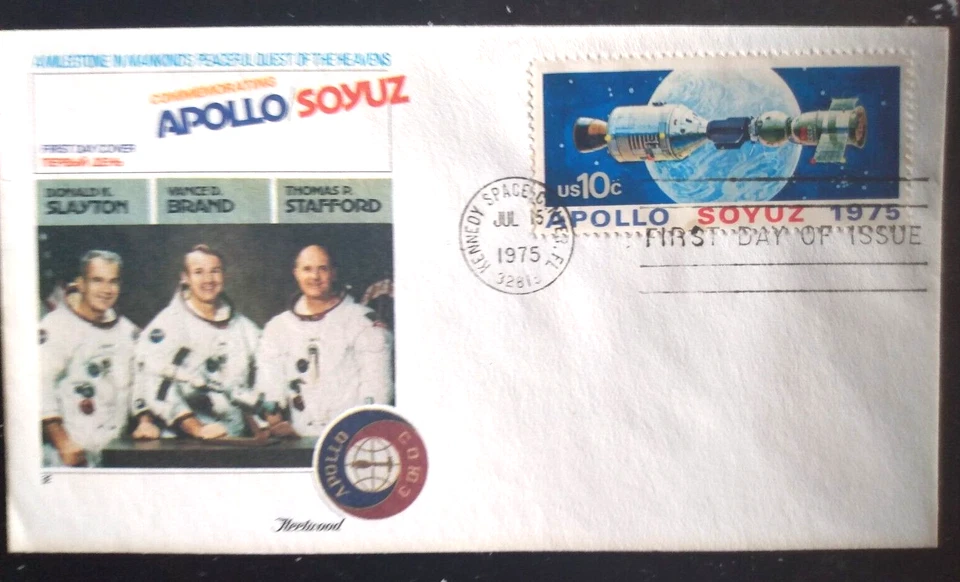 A MILESTONE IN MANKIND'S PEACEFUL QUEST OF THE HEAVENS
COMMEMORATING
APOLLO/SOYUZ
FIRST DAY COVER
ПЕРВЫЙ ДЕНЬ
DONALD K.
SLAYTON
VANCE D.
BRAND
THOMAS P.
STAFFORD
APOLLO
СОЮЗ
Fleetwood
US10c
APOLLO SOYUZ 1975
KENNEDY SPACE CENTER, FL
JUL 15
1975
FIRST DAY OF ISSUE